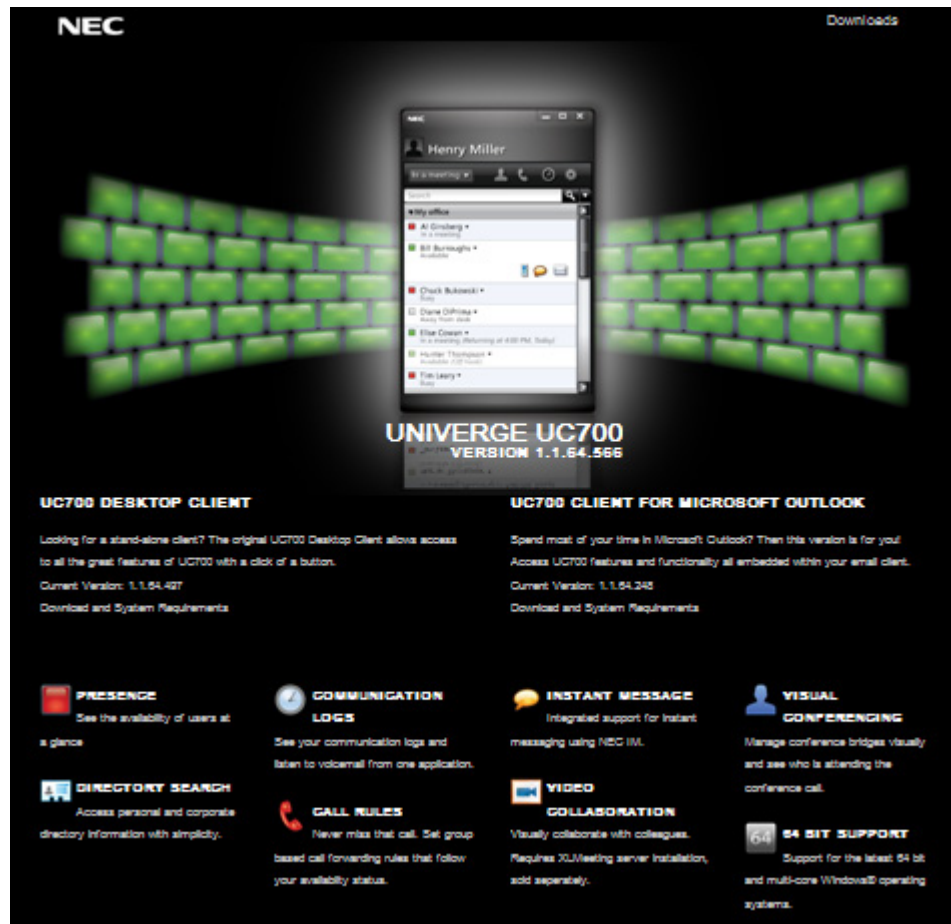 NEC
Downloads
NEC
Henry Miller
In a meeting
Search
My office
Al Ginsberg
In a meeting
Bill Burroughs
Available
Chuck Bukowski
Busy
Diane DiPrima
Away from desk
Elise Cowan
In a meeting (Returning at 4:00 PM, Today)
Hunter Thompson
Available (Off hook)
Tim Leary
Busy
UNIVERGE UC700
VERSION 1.1.64.566
UC700 DESKTOP CLIENT
Looking for a stand-alone client? The original UC700 Desktop Client allows access
to all the great features of UC700 with a click of a button.
Current Version: 1.1.64.497
Download and System Requirements
UC700 CLIENT FOR MICROSOFT OUTLOOK
Spend most of your time in Microsoft Outlook? Then this version is for you!
Access UC700 features and functionality all embedded within your email client.
Current Version: 1.1.64.248
Download and System Requirements
PRESENCE
See the availability of users at
a glance
DIRECTORY SEARCH
Access personal and corporate
directory information with simplicity.
COMMUNICATION
LOGS
See your communication logs and
listen to voicemail from one application.
CALL RULES
Never miss that call. Set group
based call forwarding rules that follow
your availablity status.
INSTANT MESSAGE
Integrated support for instant
messaging using NEC IM.
VIDEO
COLLABORATION
Visually collaborate with colleagues.
Requires XLMeeting server installation,
sold seperately.
VISUAL
CONFERENCING
Manage conference bridges visually
and see who is attending the
conference call.
64
64 BIT SUPPORT
Support for the latest 64 bit
and multi-core Windows® operating
systems.